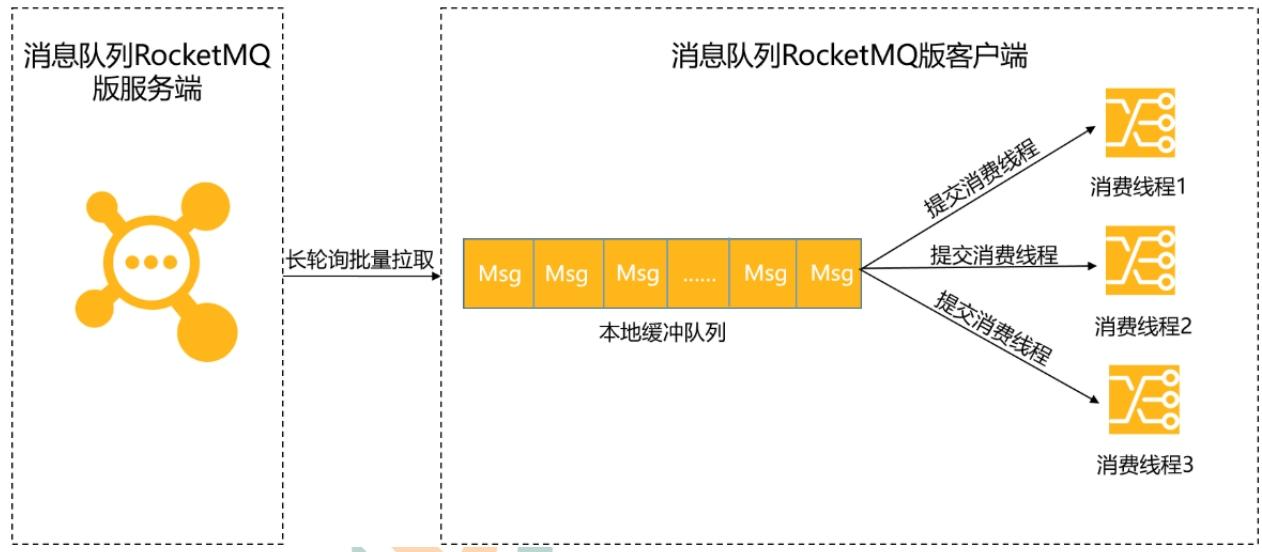 消息队列RocketMQ
版服务端
消息队列RocketMQ版客户端
长轮询批量拉取
Msg
Msg
Msg
......
Msg
Msg
本地缓冲队列
提交消费线程
消费线程1
提交消费线程
消费线程2
提交消费线程
消费线程3